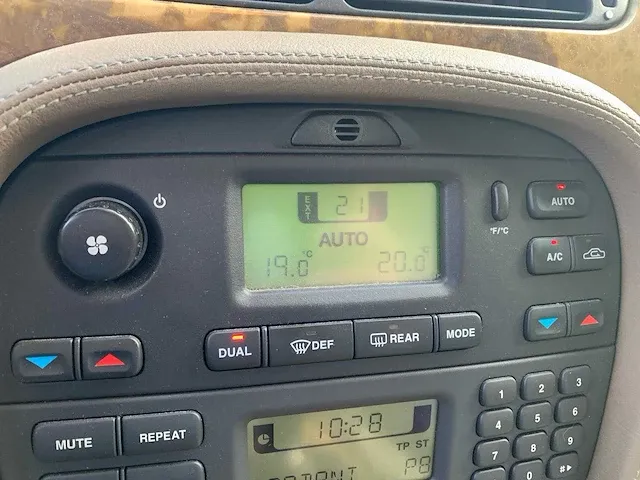 EXT 21
AUTO
19.0°C 20.0°C
°F/°C
AUTO
A/C
DUAL DEF REAR MODE
MUTE REPEAT
10:28
TP ST
P8
1 2 3
4 5 6
7 8 9
0 #